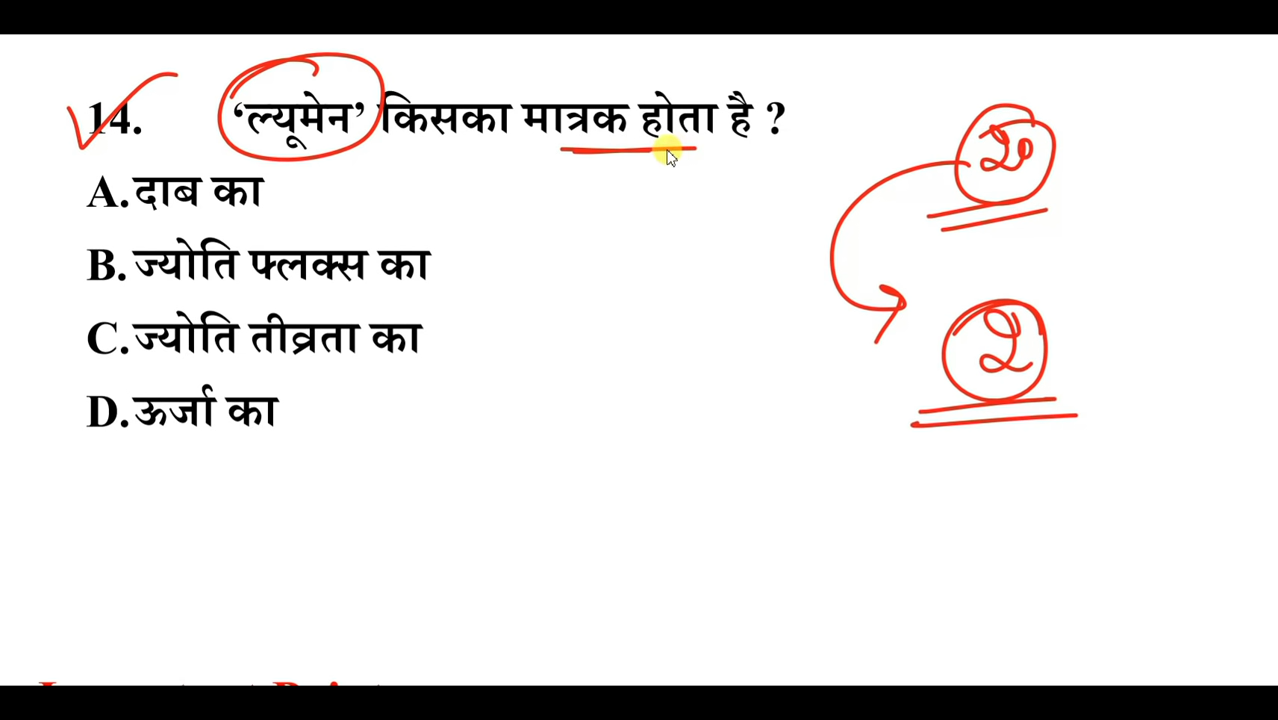 14. ‘ल्यूमेन’ किसका मात्रक होता है ?
A. दाब का
B. ज्योति फ्लक्स का
C. ज्योति तीव्रता का
D. ऊर्जा का